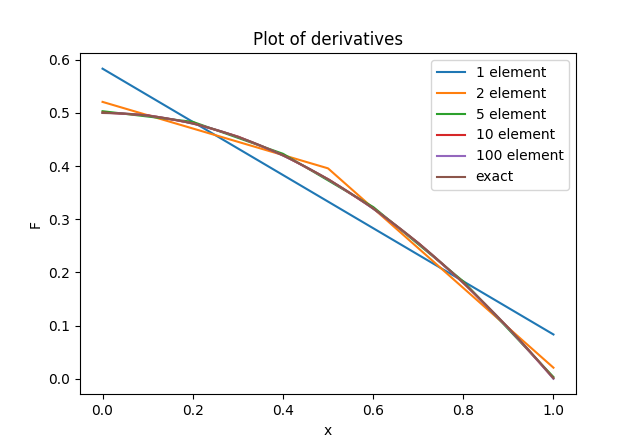 Plot of derivatives
0.6
0.5
0.4
0.3
0.2
0.1
0.0
F
1 element
2 element
5 element
10 element
100 element
exact
0.0 0.2 0.4 0.6 0.8 1.0
x